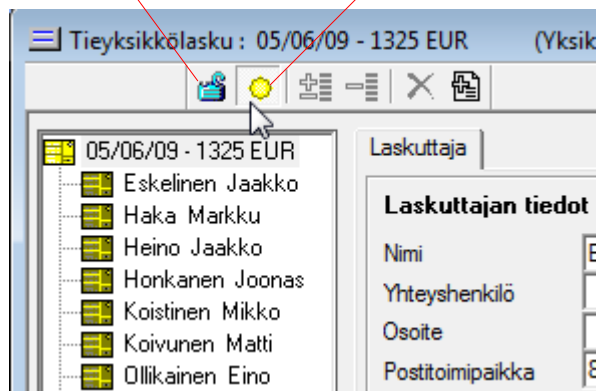 Tieyksikkölasku : 05/06/09 - 1325 EUR (Yksik
05/06/09 - 1325 EUR
Eskelinen Jaakko
Haka Markku
Heino Jaakko
Honkanen Joonas
Koistinen Mikko
Koivunen Matti
Ollikainen Eino
Laskuttaja
Laskuttajan tiedot
Nimi
Yhteyshenkilö
Osoite
Postitoimipaikka